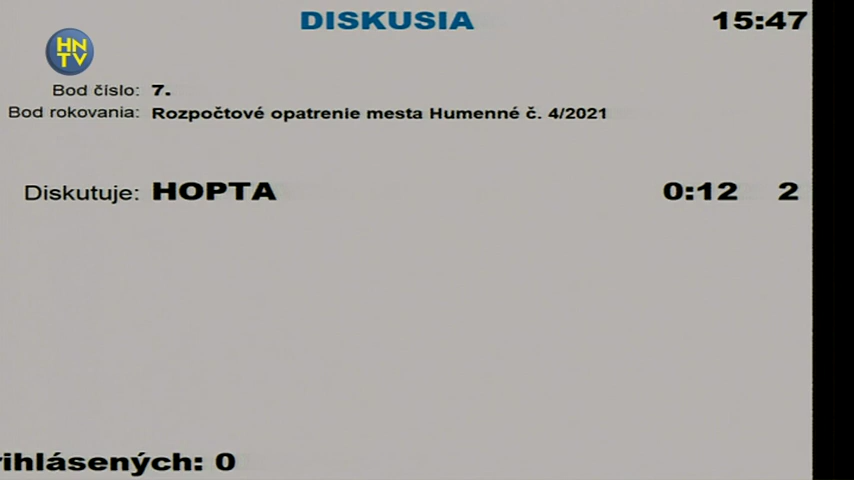 DISKUSIA 15:47
HN
TV
Bod číslo: 7.
Bod rokovania: Rozpočtové opatrenie mesta Humenné č. 4/2021
Diskutuje: HOPTA 0:12 2
rihlásených: 0